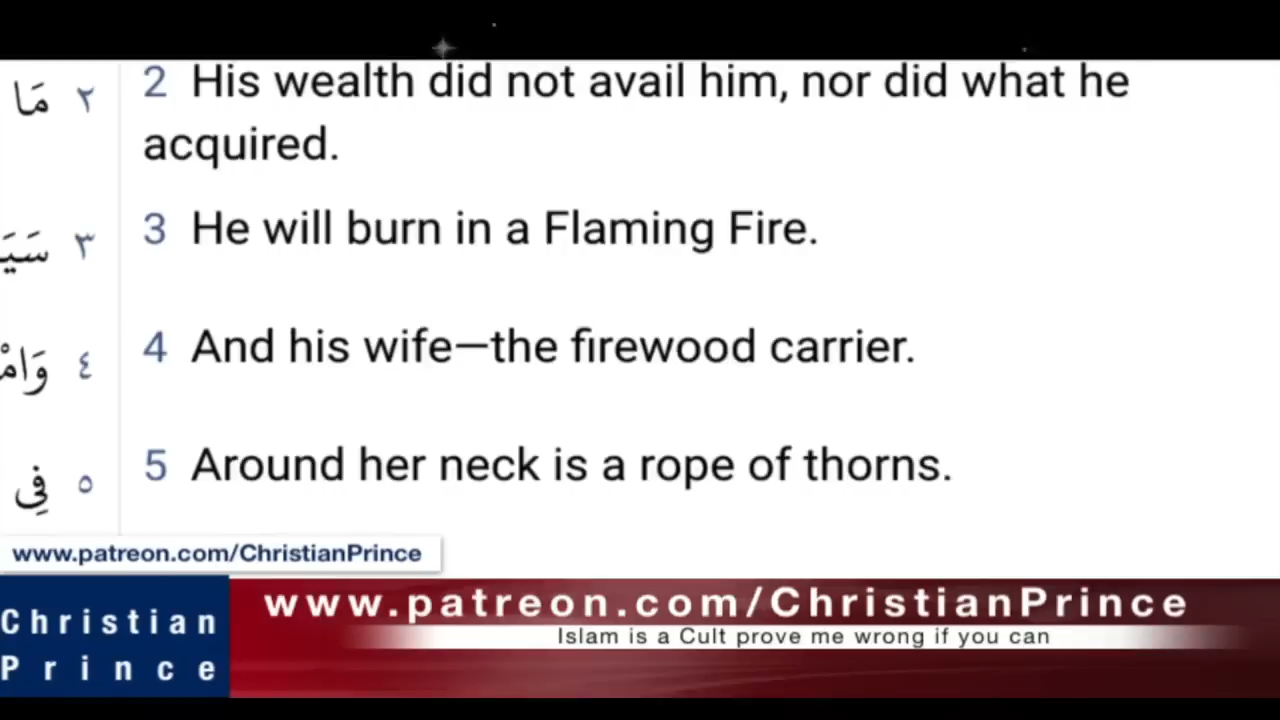 مَا ٢ 2 His wealth did not avail him, nor did what he
acquired.
٣ 3 He will burn in a Flaming Fire.
٤ 4 And his wife—the firewood carrier.
فِي ٥ 5 Around her neck is a rope of thorns.
www.patreon.com/ChristianPrince
Christian
Prince
www.patreon.com/ChristianPrince
Islam is a Cult prove me wrong if you can